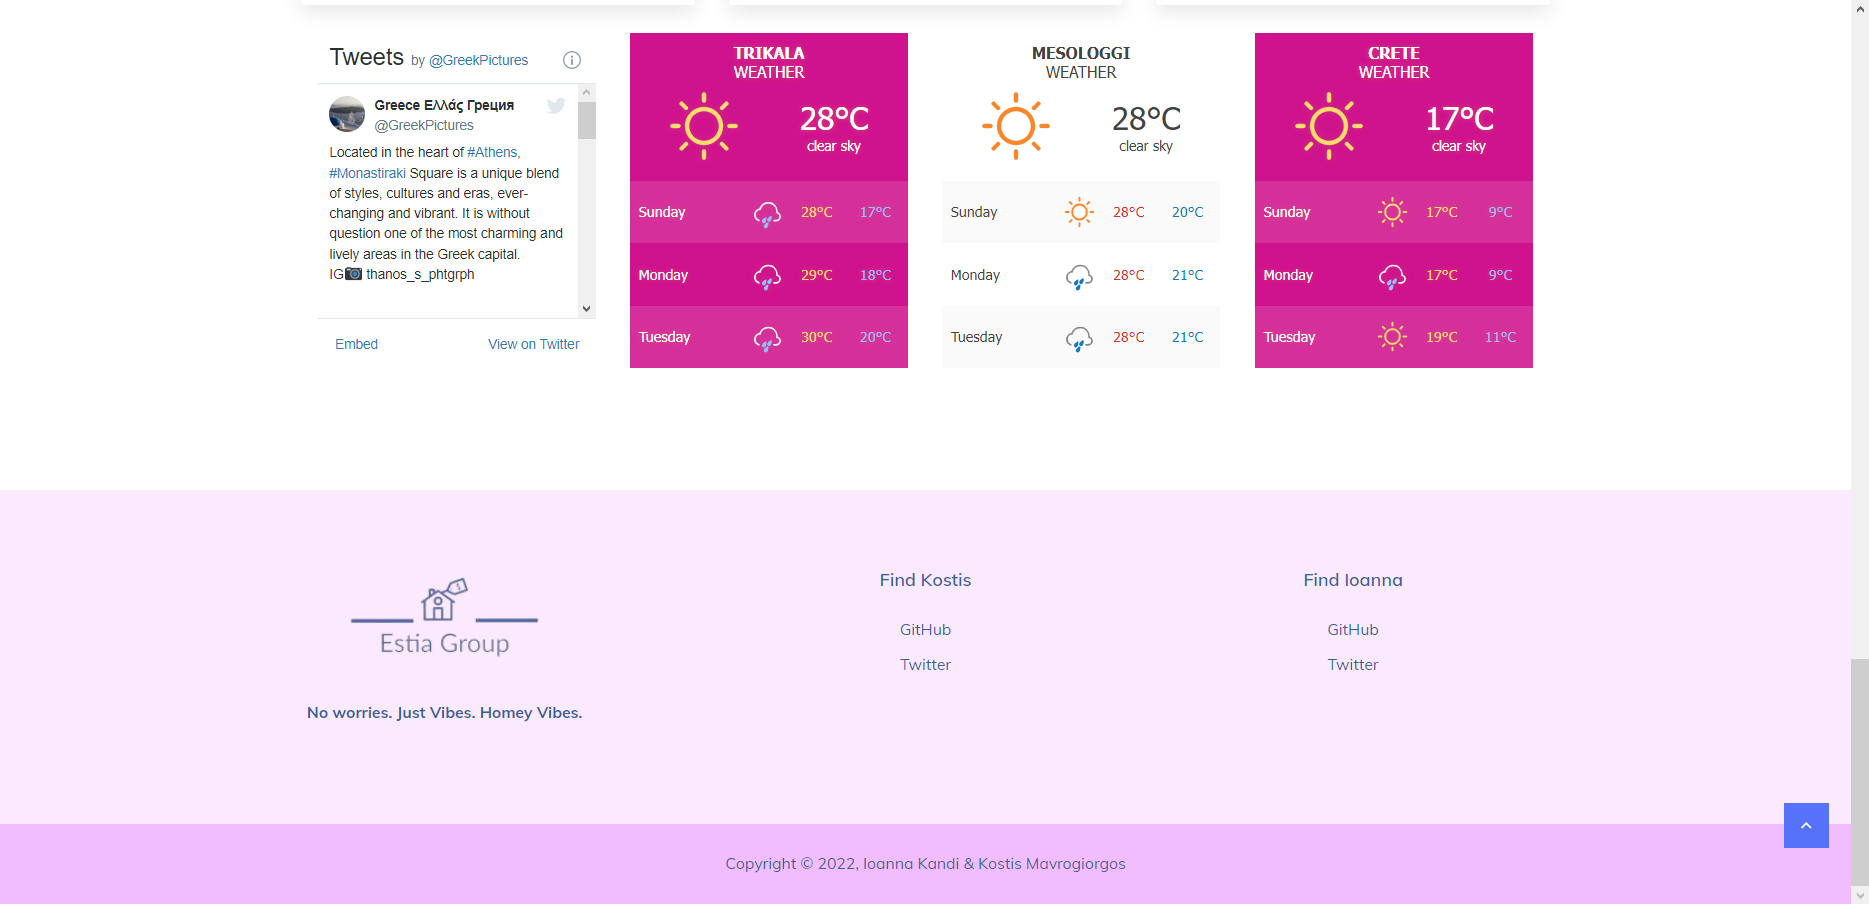 Tweets by @GreekPictures
Greece Ελλάς Греция
@GreekPictures
Located in the heart of #Athens,
#Monastiraki Square is a unique blend
of styles, cultures and eras, ever-
changing and vibrant. It is without
question one of the most charming and
lively areas in the Greek capital.
IG📷 thanos_s_phtgrph
Embed
View on Twitter
TRIKALA
WEATHER
28°C
clear sky
Sunday 28°C 17°C
Monday 29°C 18°C
Tuesday 30°C 20°C
MESOLOGGI
WEATHER
28°C
clear sky
Sunday 28°C 20°C
Monday 28°C 21°C
Tuesday 28°C 21°C
CRETE
WEATHER
17°C
clear sky
Sunday 17°C 9°C
Monday 17°C 9°C
Tuesday 19°C 11°C
Estia Group
No worries. Just Vibes. Homey Vibes.
Find Kostis
GitHub
Twitter
Find Ioanna
GitHub
Twitter
Copyright © 2022, Ioanna Kandi & Kostis Mavrogiorgos